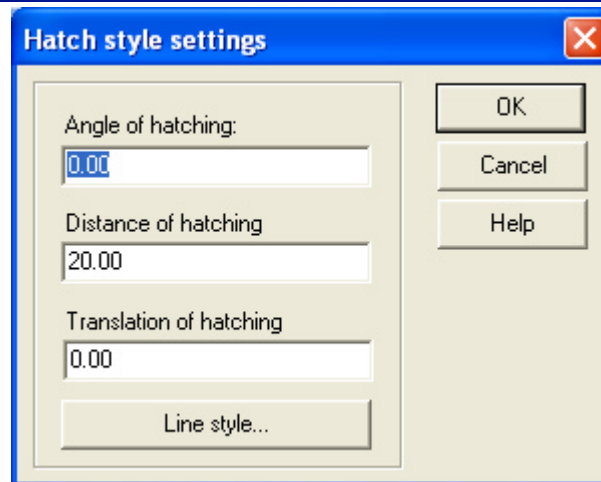 Hatch style settings
Angle of hatching:
0.00
Distance of hatching
20.00
Translation of hatching
0.00
Line style...
OK
Cancel
Help